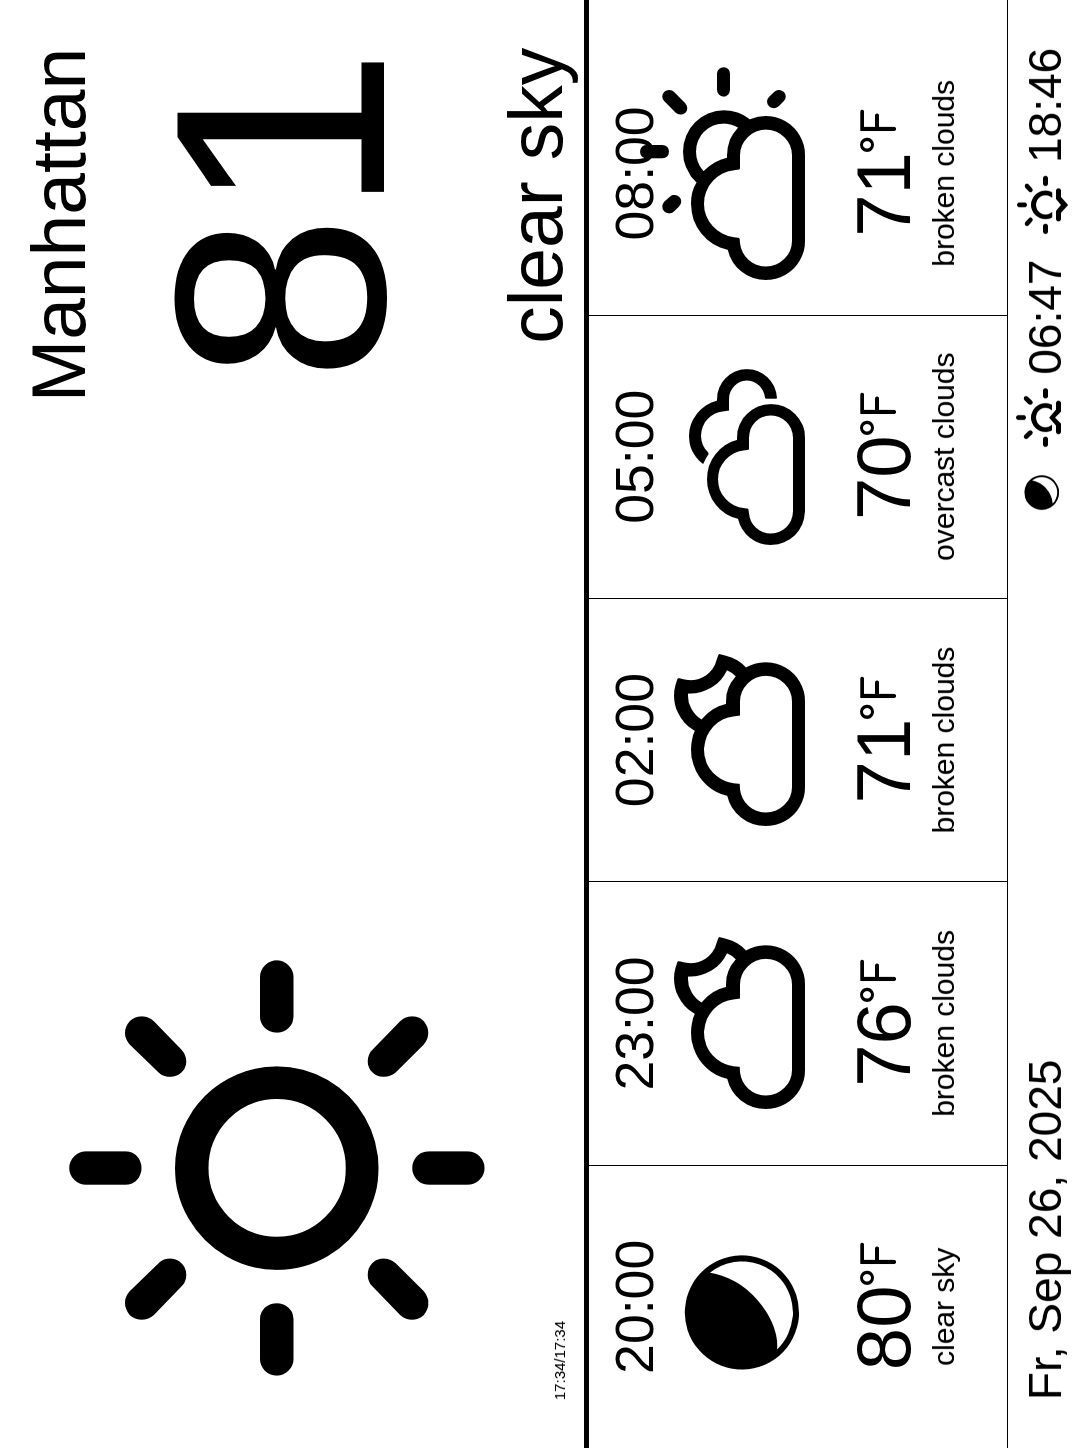 Manhattan
81
clear sky
17:34/17:34
20:00 23:00 02:00 05:00 08:00
80°F 76°F 71°F 70°F 71°F
clear sky broken clouds broken clouds overcast clouds broken clouds
Fr, Sep 26, 2025 06:47 18:46